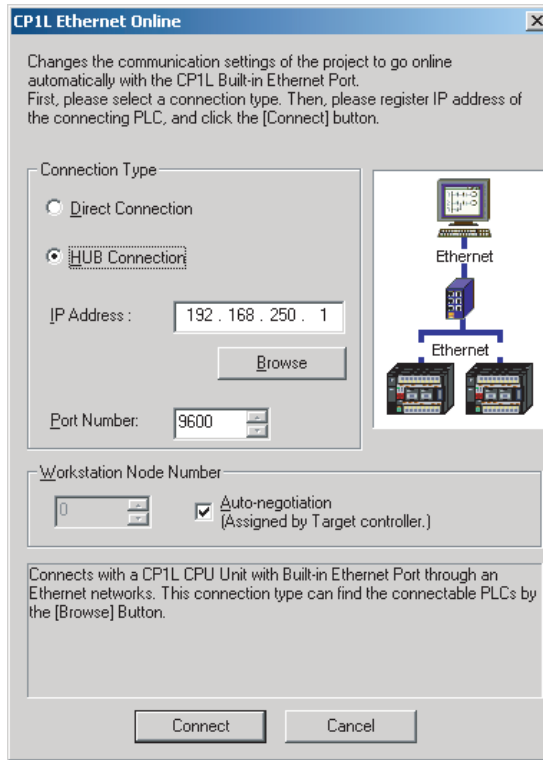 CP1L Ethernet Online
Changes the communication settings of the project to go online
automatically with the CP1L Built-in Ethernet Port.
First, please select a connection type. Then, please register IP address of
the connecting PLC, and click the [Connect] button.
Connection Type
Direct Connection
HUB Connection
IP Address :
192 . 168 . 250 . 1
Browse
Port Number:
9600
Ethernet
Ethernet
Workstation Node Number
0
Auto-negotiation
(Assigned by Target controller.)
Connects with a CP1L CPU Unit with Built-in Ethernet Port through an
Ethernet networks. This connection type can find the connectable PLCs by
the [Browse] Button.
Connect
Cancel